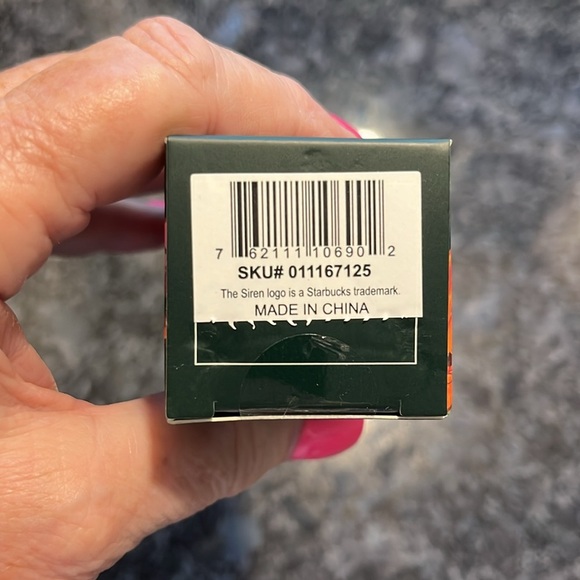 7 62111 10690 2
SKU# 011167125
The Siren logo is a Starbucks trademark.
MADE IN CHINA